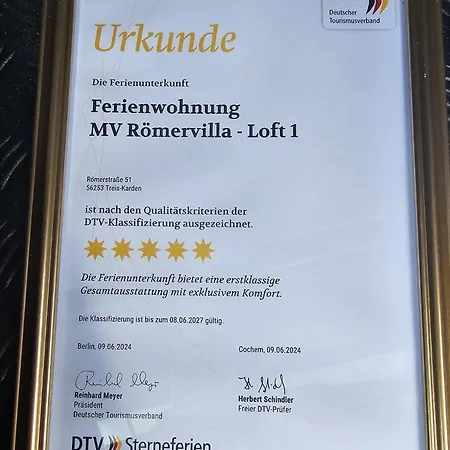 Deutscher
Tourismusverband
Urkunde
Die Ferienunterkunft
Ferienwohnung
MV Römervilla - Loft 1
Römerstraße 51
56253 Treis-Karden
ist nach den Qualitätskriterien der
DTV-Klassifizierung ausgezeichnet.
Die Ferienunterkunft bietet eine erstklassige
Gesamtausstattung mit exklusivem Komfort.
Die Klassifizierung ist bis zum 08.06.2027 gültig.
Berlin, 09.06.2024
Cochem, 09.06.2024
Reinhard Meyer
Präsident
Deutscher Tourismusverband
Herbert Schindler
Freier DTV-Prüfer
DTV Sterneferien